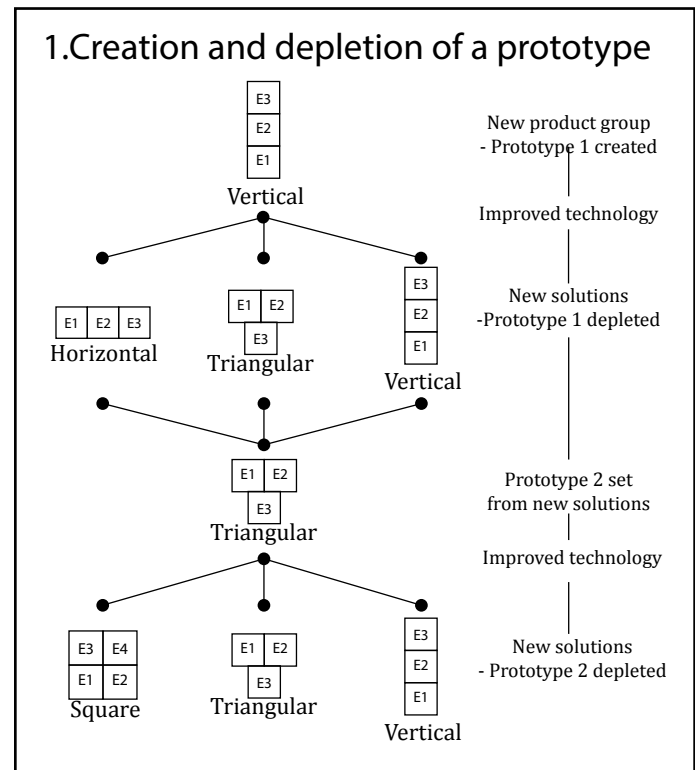 1.Creation and depletion of a prototype
E3
E2
E1
Vertical
New product group
- Prototype 1 created
Improved technology
E1 E2 E3
Horizontal
E1 E2
E3
Triangular
E3
E2
E1
Vertical
New solutions
-Prototype 1 depleted
E1 E2
E3
Triangular
Prototype 2 set
from new solutions
Improved technology
E3 E4
E1 E2
Square
E1 E2
E3
Triangular
E3
E2
E1
Vertical
New solutions
- Prototype 2 depleted